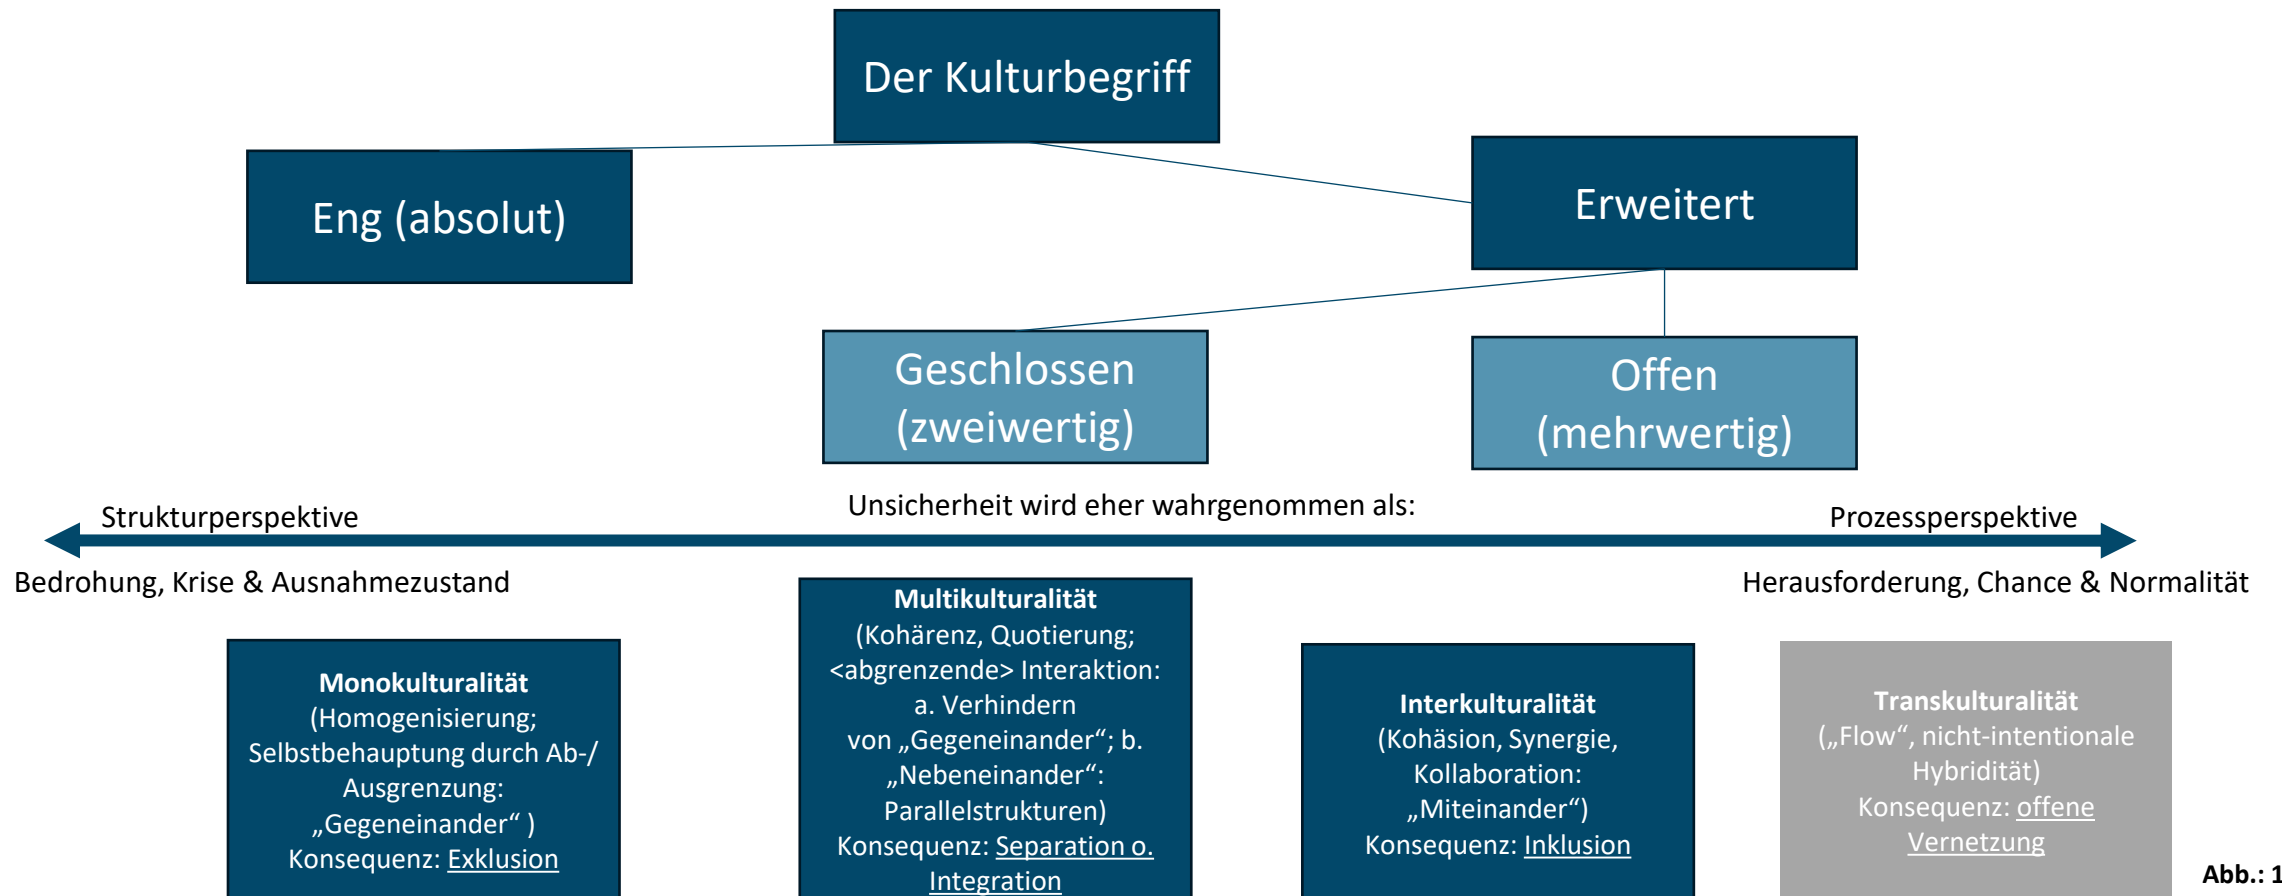 Der Kulturbegriff
Eng (absolut)
Erweitert
Geschlossen
(zweiwertig)
Offen
(mehrwertig)
Unsicherheit wird eher wahrgenommen als:
Strukturperspektive
Prozessperspektive
Bedrohung, Krise & Ausnahmezustand
Herausforderung, Chance & Normalität
Monokulturalität
(Homogenisierung;
Selbstbehauptung durch Ab-/
Ausgrenzung:
„Gegeneinander“ )
Konsequenz: Exklusion
Multikulturalität
(Kohärenz, Quotierung;
<abgrenzende> Interaktion:
a. Verhindern
von „Gegeneinander“; b.
„Nebeneinander“:
Parallelstrukturen)
Konsequenz: Separation o.
Integration
Interkulturalität
(Kohäsion, Synergie,
Kollaboration:
„Miteinander“)
Konsequenz: Inklusion
Transkulturalität
(„Flow“, nicht-intentionale
Hybridität)
Konsequenz: offene
Vernetzung
Abb.: 1